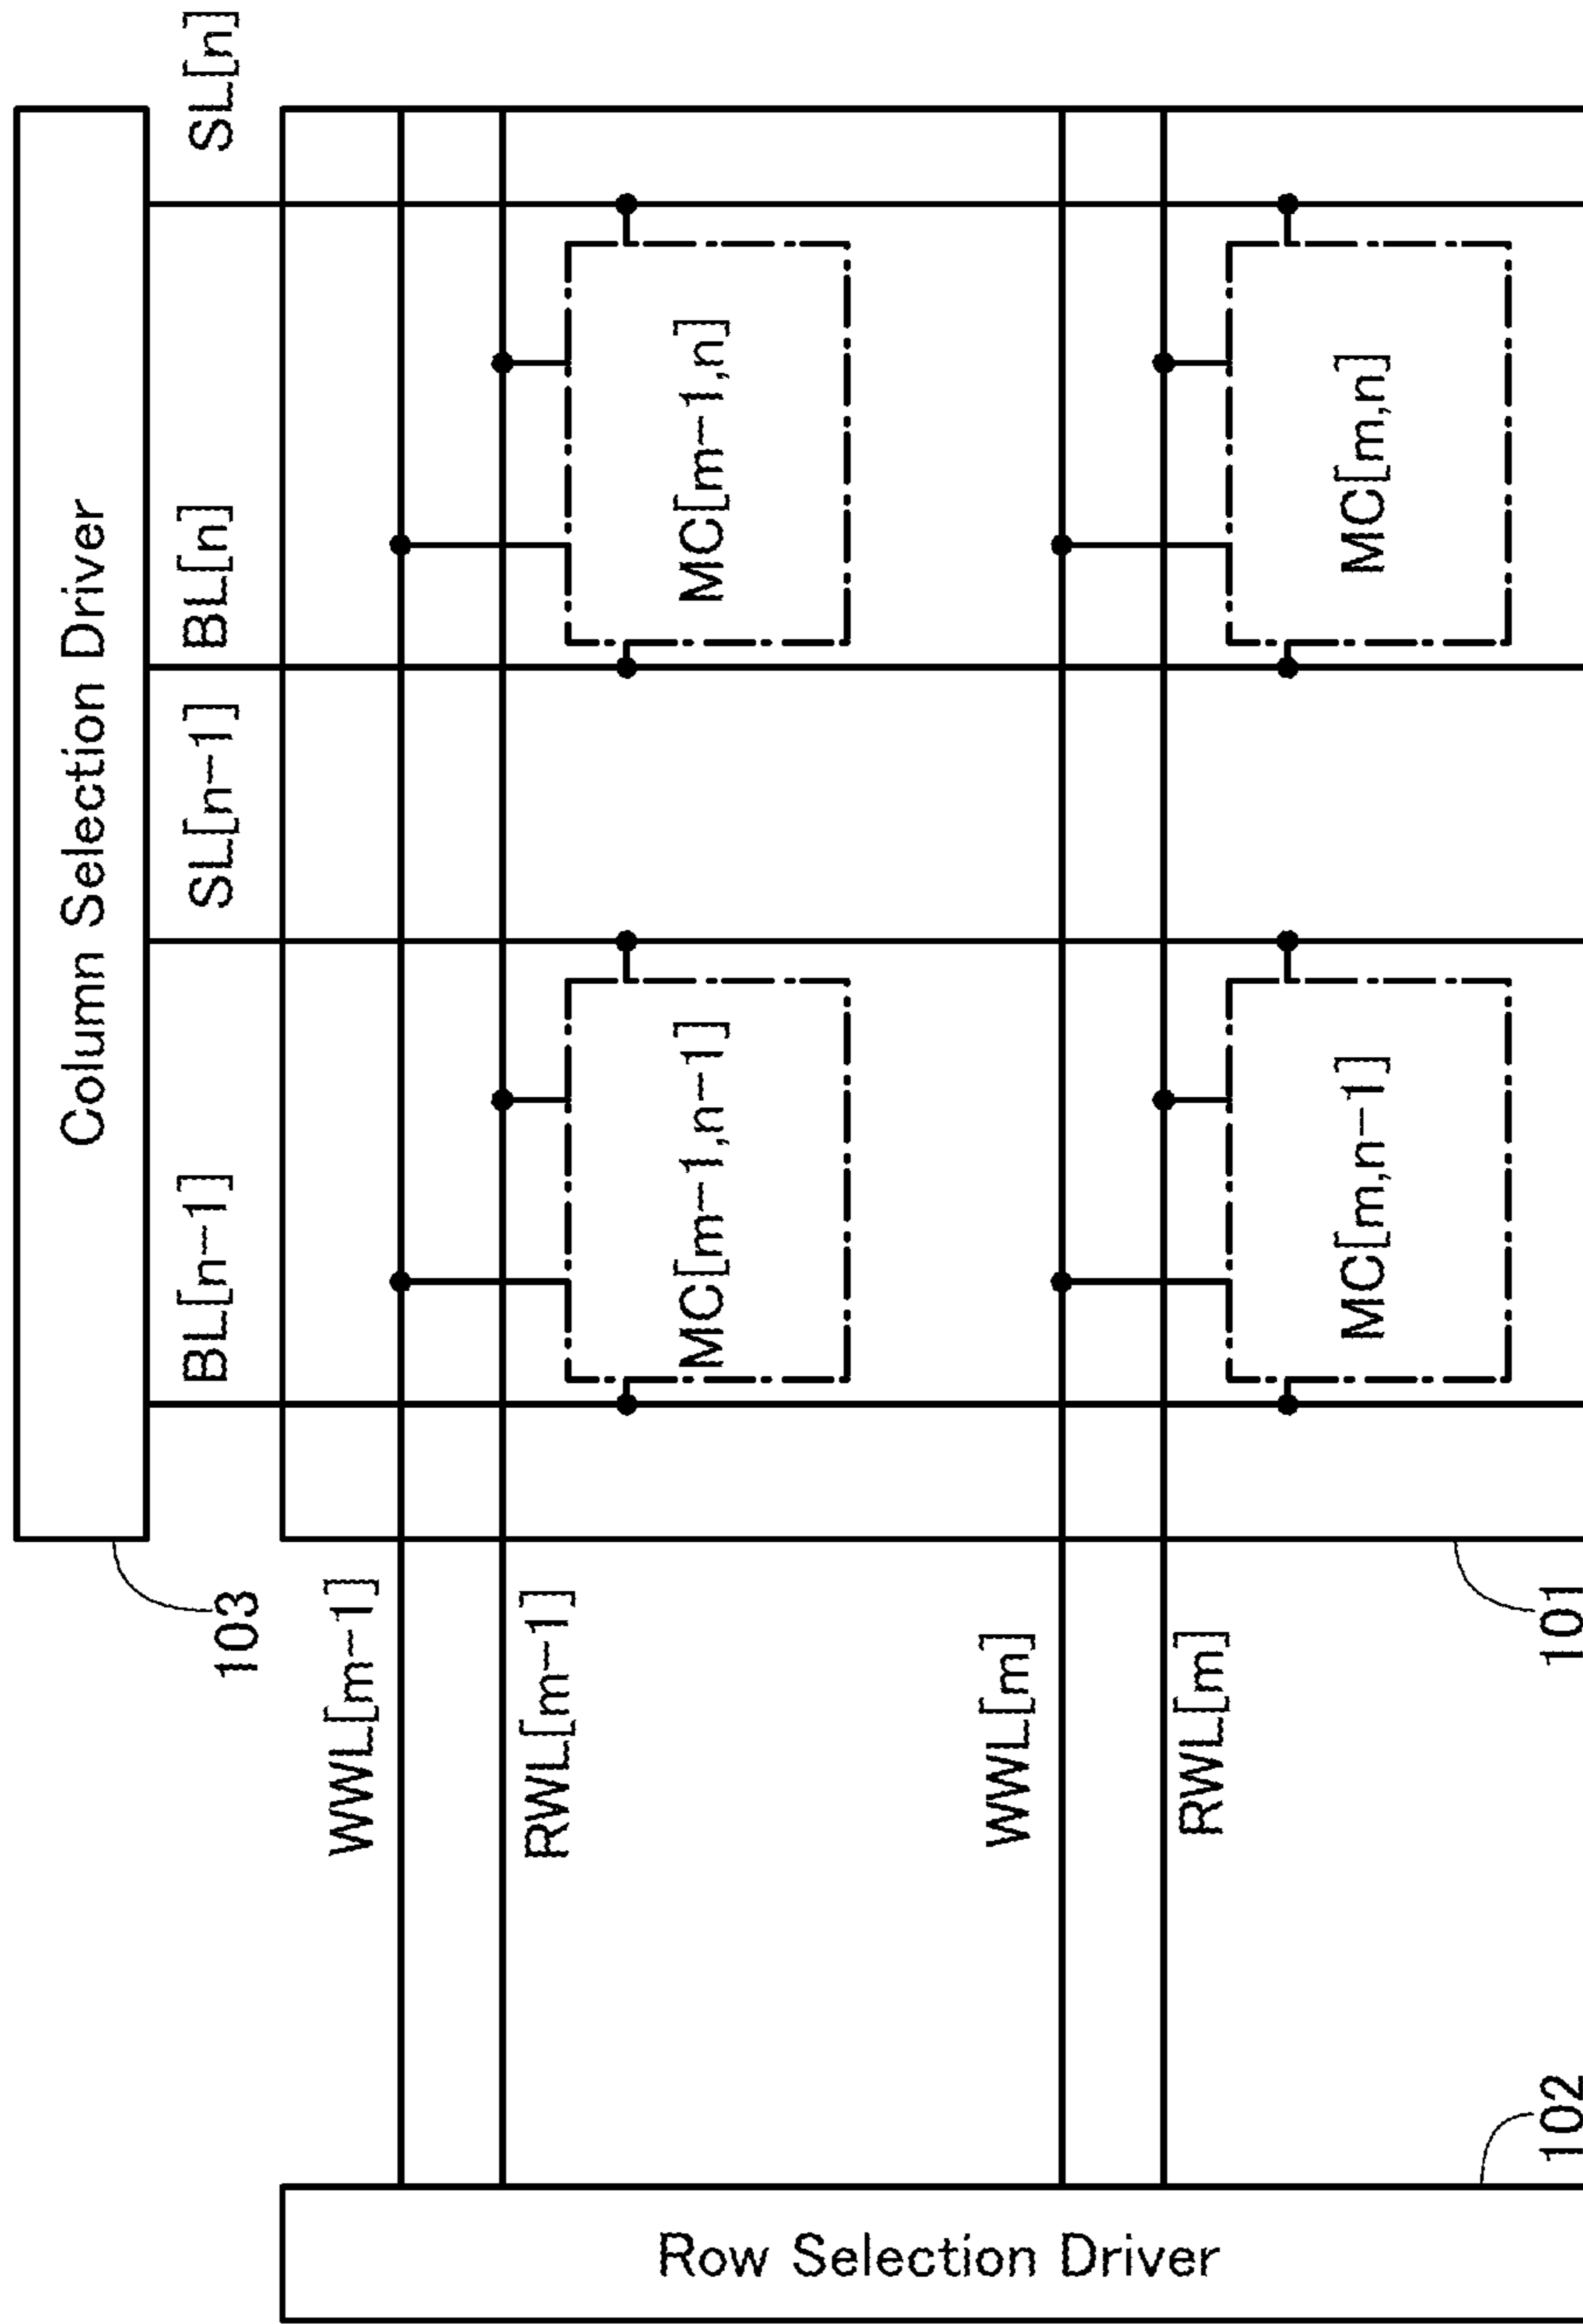 Column Selection Driver
103
BL[n-1]
SL[n-1]
BL[n]
SL[n]
WWL[m-1]
RWL[m-1]
MC[m-1,n-1]
MC[m-1,n]
WWL[m]
RWL[m]
MC[m,n-1]
MC[m,n]
Row Selection Driver
102
101